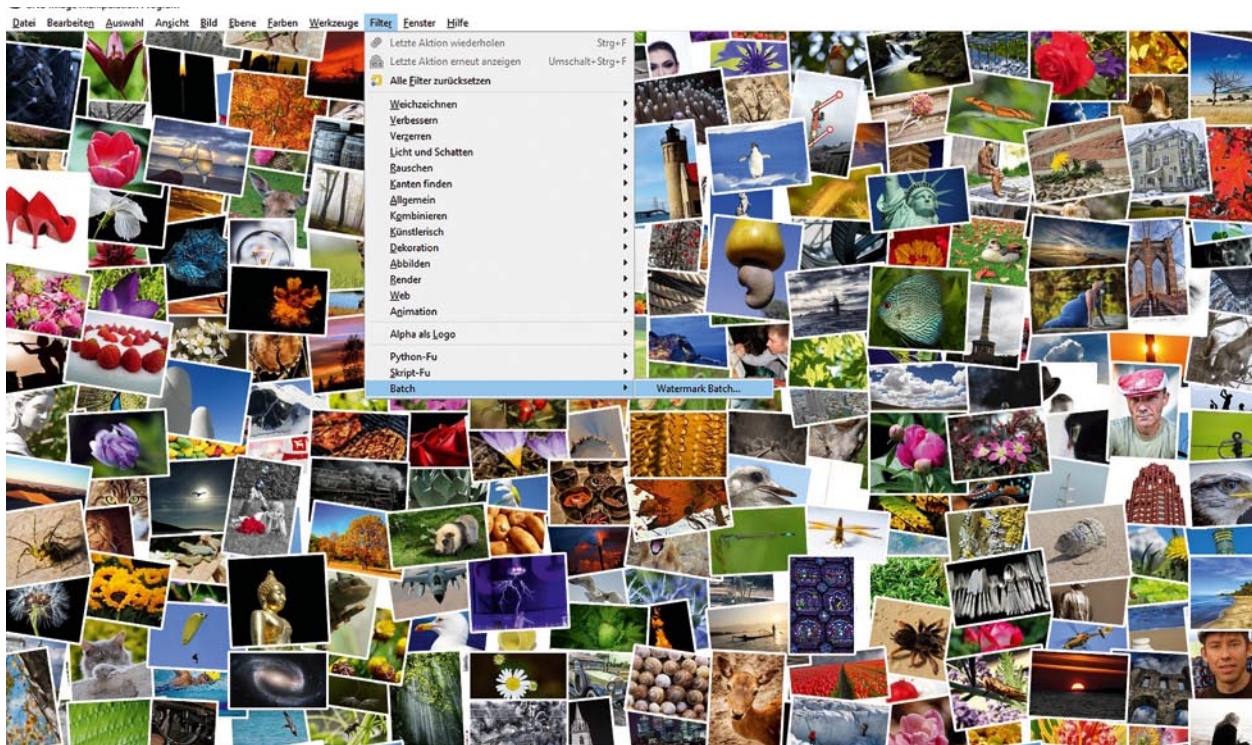 Datei Bearbeiten Auswahl Ansicht Bild Ebene Farben Werkzeuge Filter Fenster Hilfe
Letzte Aktion wiederholen Strg+F
Letzte Aktion erneut anzeigen Umschalt+Strg+F
Alle Filter zurücksetzen
Weichzeichnen
Verbessern
Verzerren
Licht und Schatten
Rauschen
Kanten finden
Allgemein
Kombinieren
Künstlerisch
Dekoration
Abbilden
Render
Web
Animation
Alpha als Logo
Python-Fu
Skript-Fu
Batch
Watermark Batch...